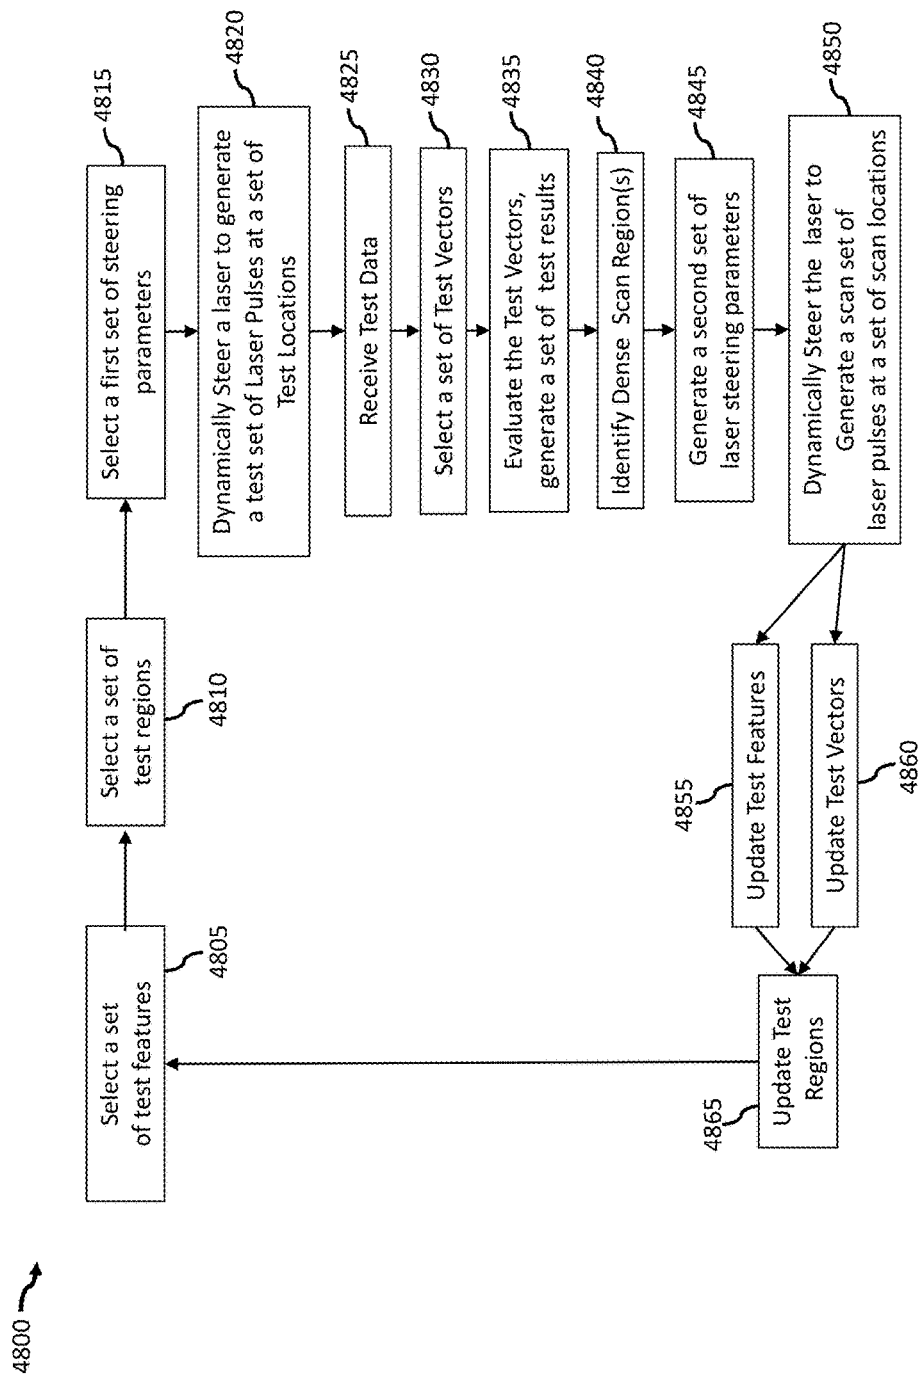 4800
Select a set
of test features
4805
Select a set of
test regions
4810
Select a first set of steering
parameters
4815
Dynamically Steer a laser to generate
a test set of Laser Pulses at a set of
Test Locations
4820
Receive Test Data
4825
Select a set of Test Vectors
4830
Evaluate the Test Vectors,
generate a set of test results
4835
Identify Dense Scan Region(s)
4840
Generate a second set of
laser steering parameters
4845
Dynamically Steer the laser to
Generate a scan set of
laser pulses at a set of scan locations
4850
Update Test Features
4855
Update Test Vectors
4860
Update Test
Regions
4865